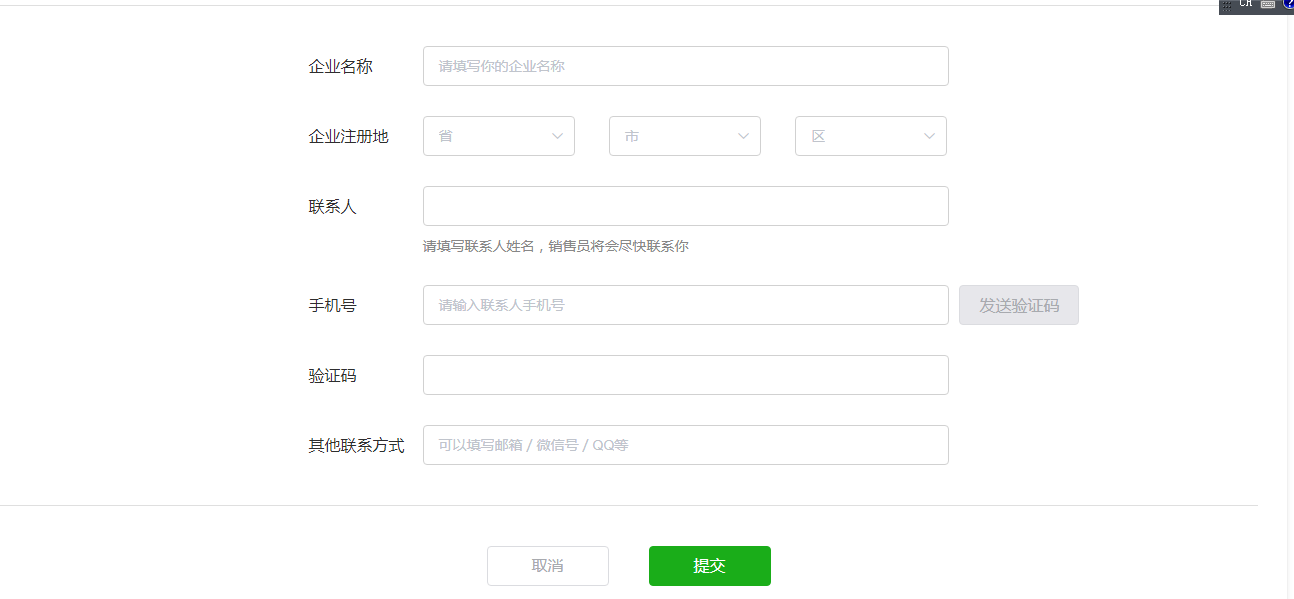 CH
企业名称 请填写你的企业名称
企业注册地 省 市 区
联系人
请填写联系人姓名，销售员将会尽快联系你
手机号 请输入联系人手机号 发送验证码
验证码
其他联系方式 可以填写邮箱 / 微信号 / QQ等
取消 提交